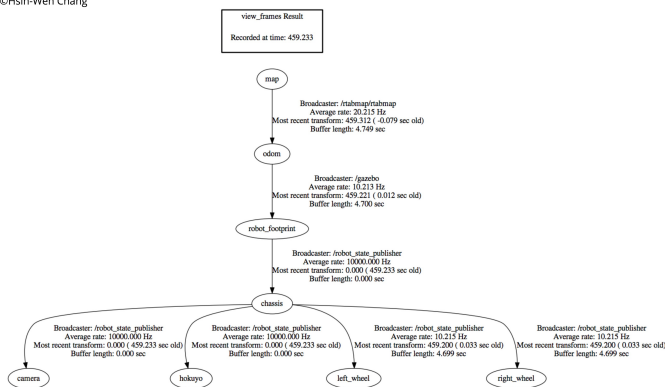 ©Hsin-Wen Chang
view_frames Result
Recorded at time: 459.233
map
Broadcaster: /rtabmap/rtabmap
Average rate: 20.215 Hz
Most recent transform: 459.312 ( -0.079 sec old)
Buffer length: 4.749 sec
odom
Broadcaster: /gazebo
Average rate: 10.213 Hz
Most recent transform: 459.221 ( 0.012 sec old)
Buffer length: 4.700 sec
robot_footprint
Broadcaster: /robot_state_publisher
Average rate: 10000.000 Hz
Most recent transform: 0.000 ( 459.233 sec old)
Buffer length: 0.000 sec
chassis
Broadcaster: /robot_state_publisher
Average rate: 10000.000 Hz
Most recent transform: 0.000 ( 459.233 sec old)
Buffer length: 0.000 sec
Broadcaster: /robot_state_publisher
Average rate: 10000.000 Hz
Most recent transform: 0.000 ( 459.233 sec old)
Buffer length: 0.000 sec
Broadcaster: /robot_state_publisher
Average rate: 10.215 Hz
Most recent transform: 459.200 ( 0.033 sec old)
Buffer length: 4.699 sec
Broadcaster: /robot_state_publisher
Average rate: 10.215 Hz
Most recent transform: 459.200 ( 0.033 sec old)
Buffer length: 4.699 sec
camera
hokuyo
left_wheel
right_wheel